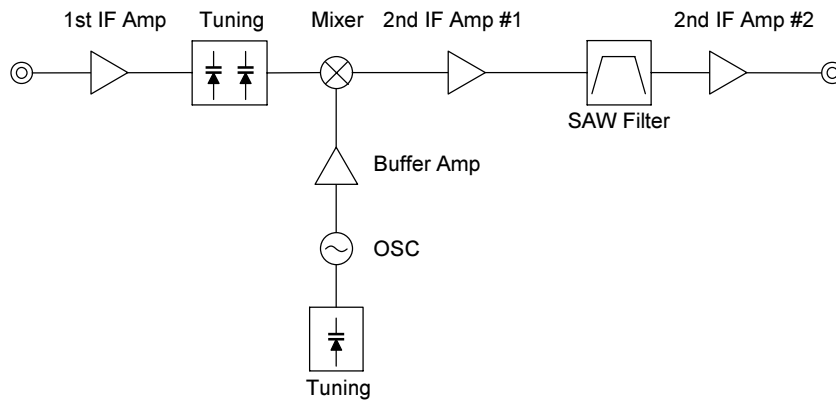 1st IF Amp
Tuning
Mixer
2nd IF Amp #1
2nd IF Amp #2
SAW Filter
Buffer Amp
OSC
Tuning